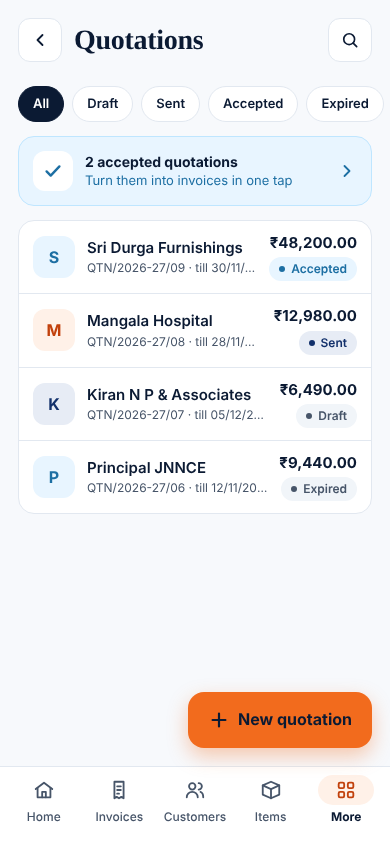 Quotations
All Draft Sent Accepted Expired
2 accepted quotations
Turn them into invoices in one tap
S Sri Durga Furnishings ₹48,200.00
QTN/2026-27/09 · till 30/11/... Accepted
M Mangala Hospital ₹12,980.00
QTN/2026-27/08 · till 28/11/... Sent
K Kiran N P & Associates ₹6,490.00
QTN/2026-27/07 · till 05/12/2... Draft
P Principal JNNCE ₹9,440.00
QTN/2026-27/06 · till 12/11/20... Expired
+ New quotation
Home Invoices Customers Items More